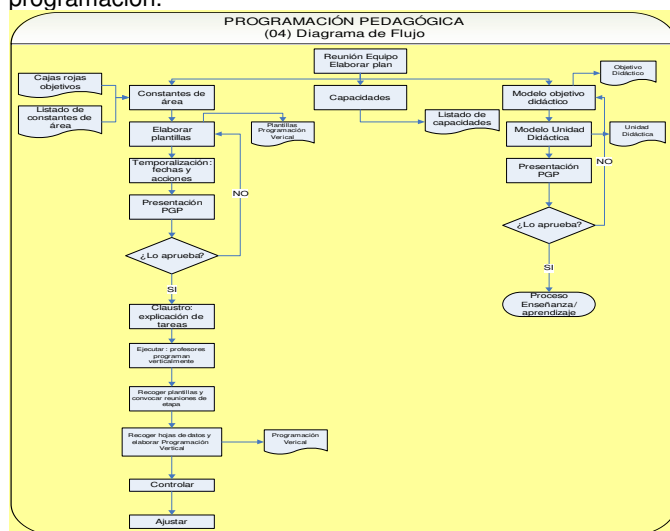 programación.
PROGRAMACIÓN PEDAGÓGICA
(04) Diagrama de Flujo
Reunión Equipo
Elaborar plan
Objetivo
Didáctico
Cajas rojas
objetivos
Constantes de
área
Capacidades
Modelo objetivo
didáctico
Listado de
constantes de
área
Listado de
capacidades
Elaborar
plantillas
Plantillas
Programación
Verical
Modelo Unidad
Didáctica
Unidad
Didáctica
Temporalización:
fechas y
acciones
NO
Presentación
PGP
NO
Presentación
PGP
¿Lo aprueba?
¿Lo aprueba?
SI
SI
Claustro:
explicación de
tareas
Proceso
Enseñanza/
aprendizaje
Ejecutar : profesores
programan
verticalmente
Recoger plantillas y
convocar reuniones de
etapa
Recoger hojas de datos y
elaborar Programación
Vertical
Programación
Verical
Controlar
Ajustar